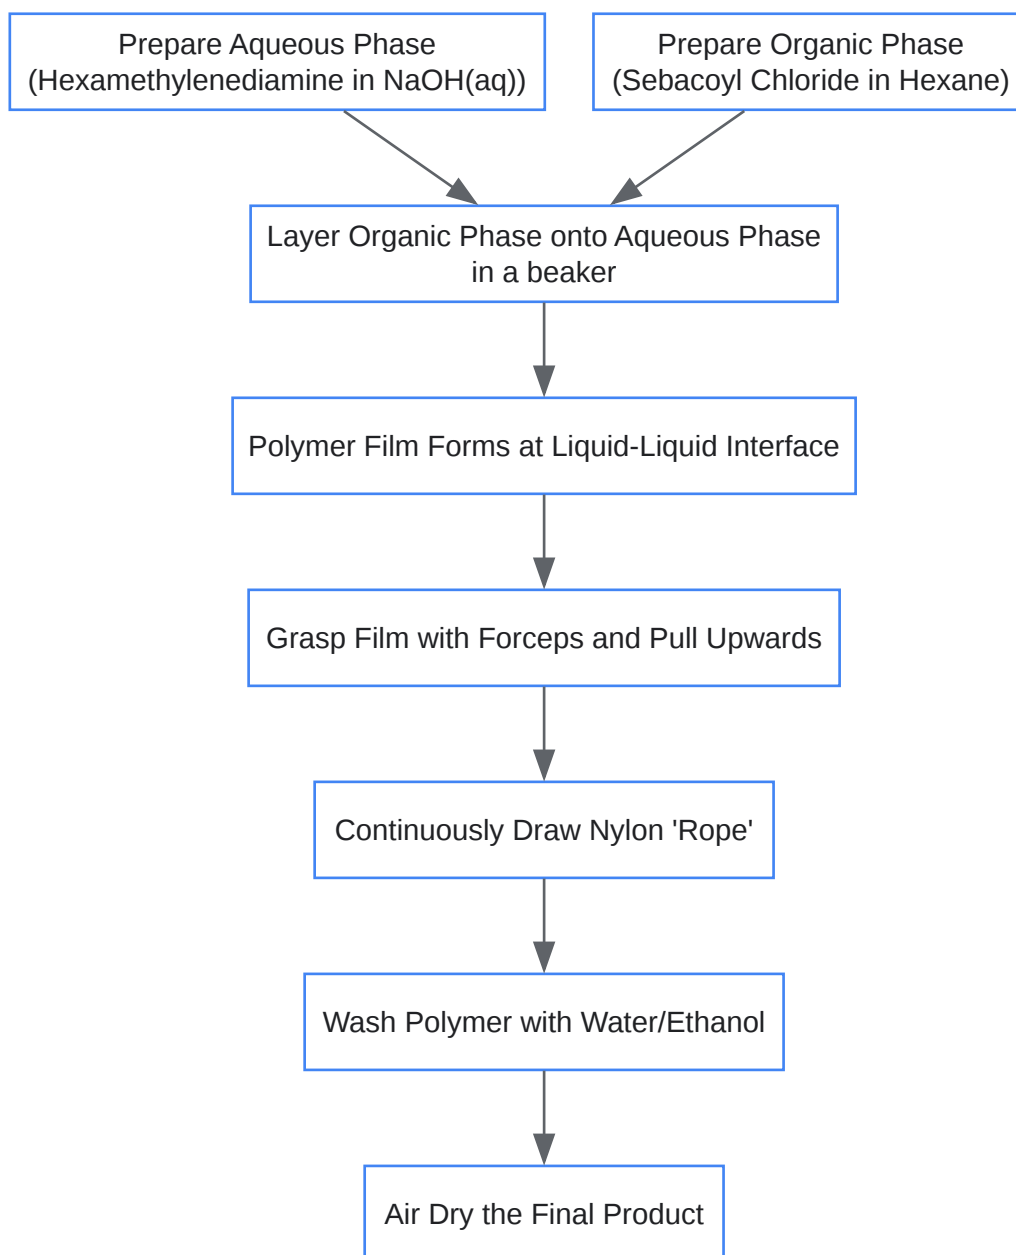 Prepare Aqueous Phase
(Hexamethylenediamine in NaOH(aq))
Prepare Organic Phase
(Sebacoyl Chloride in Hexane)
Layer Organic Phase onto Aqueous Phase
in a beaker
Polymer Film Forms at Liquid-Liquid Interface
Grasp Film with Forceps and Pull Upwards
Continuously Draw Nylon 'Rope'
Wash Polymer with Water/Ethanol
Air Dry the Final Product